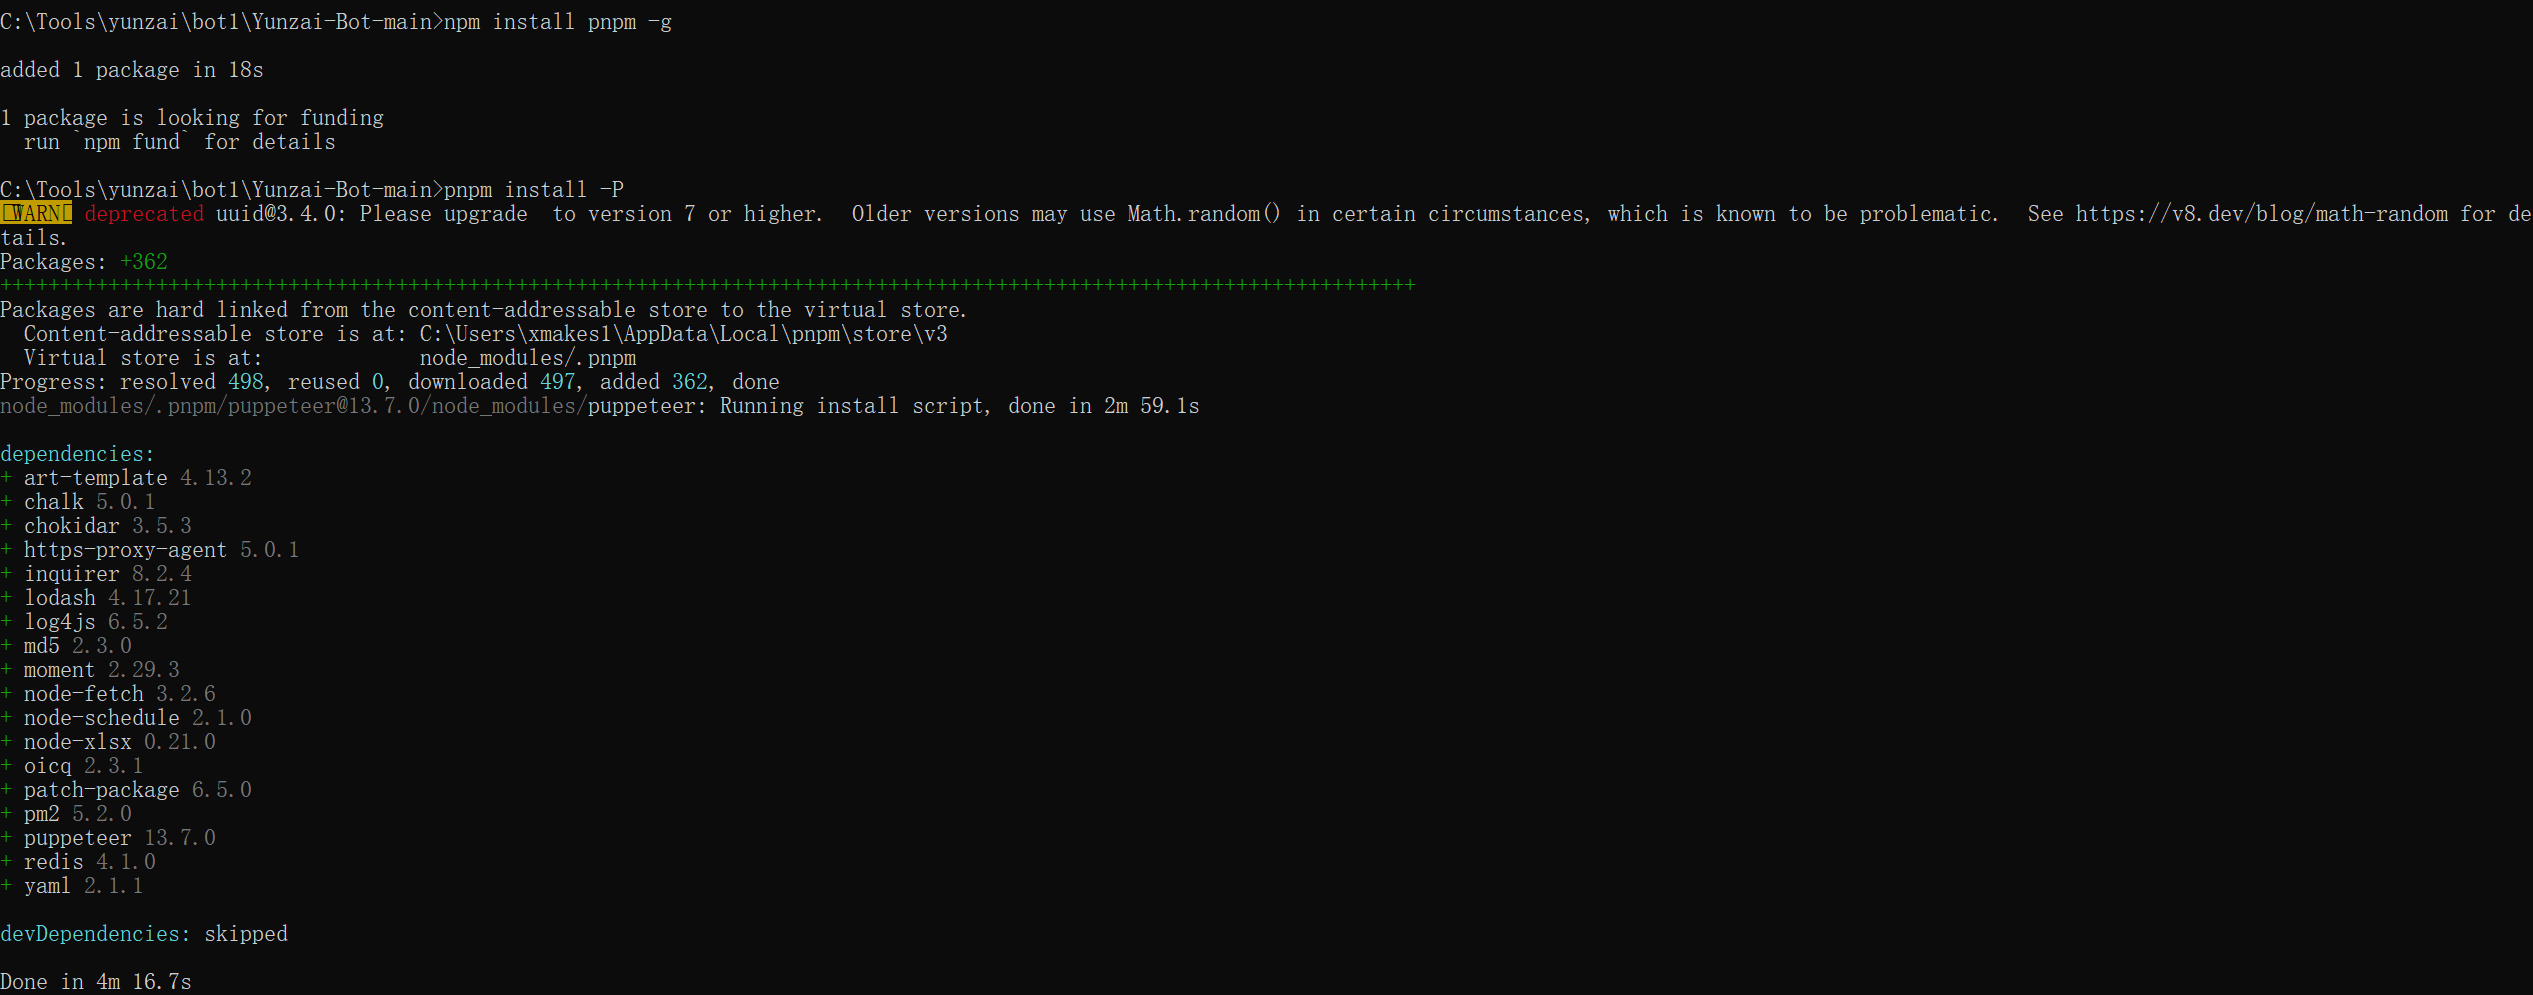 C:\Tools\yunzai\bot1\Yunzai-Bot-main>npm install pnpm -g
added 1 package in 18s
1 package is looking for funding
  run `npm fund` for details
C:\Tools\yunzai\bot1\Yunzai-Bot-main>pnpm install -P
WARN deprecated uuid@3.4.0: Please upgrade  to version 7 or higher.  Older versions may use Math.random() in certain circumstances, which is known to be problematic.  See https://v8.dev/blog/math-random for de
tails.
Packages: +362
++++++++++++++++++++++++++++++++++++++++++++++++++++++++++++++++++++++++++++++++++++++++++++++++++++++++++++++++++++++
Packages are hard linked from the content-addressable store to the virtual store.
  Content-addressable store is at: C:\Users\xmakes1\AppData\Local\pnpm\store\v3
  Virtual store is at:             node_modules/.pnpm
Progress: resolved 498, reused 0, downloaded 497, added 362, done
node_modules/.pnpm/puppeteer@13.7.0/node_modules/puppeteer: Running install script, done in 2m 59.1s
dependencies:
+ art-template 4.13.2
+ chalk 5.0.1
+ chokidar 3.5.3
+ https-proxy-agent 5.0.1
+ inquirer 8.2.4
+ lodash 4.17.21
+ log4js 6.5.2
+ md5 2.3.0
+ moment 2.29.3
+ node-fetch 3.2.6
+ node-schedule 2.1.0
+ node-xlsx 0.21.0
+ oicq 2.3.1
+ patch-package 6.5.0
+ pm2 5.2.0
+ puppeteer 13.7.0
+ redis 4.1.0
+ yaml 2.1.1
devDependencies: skipped
Done in 4m 16.7s